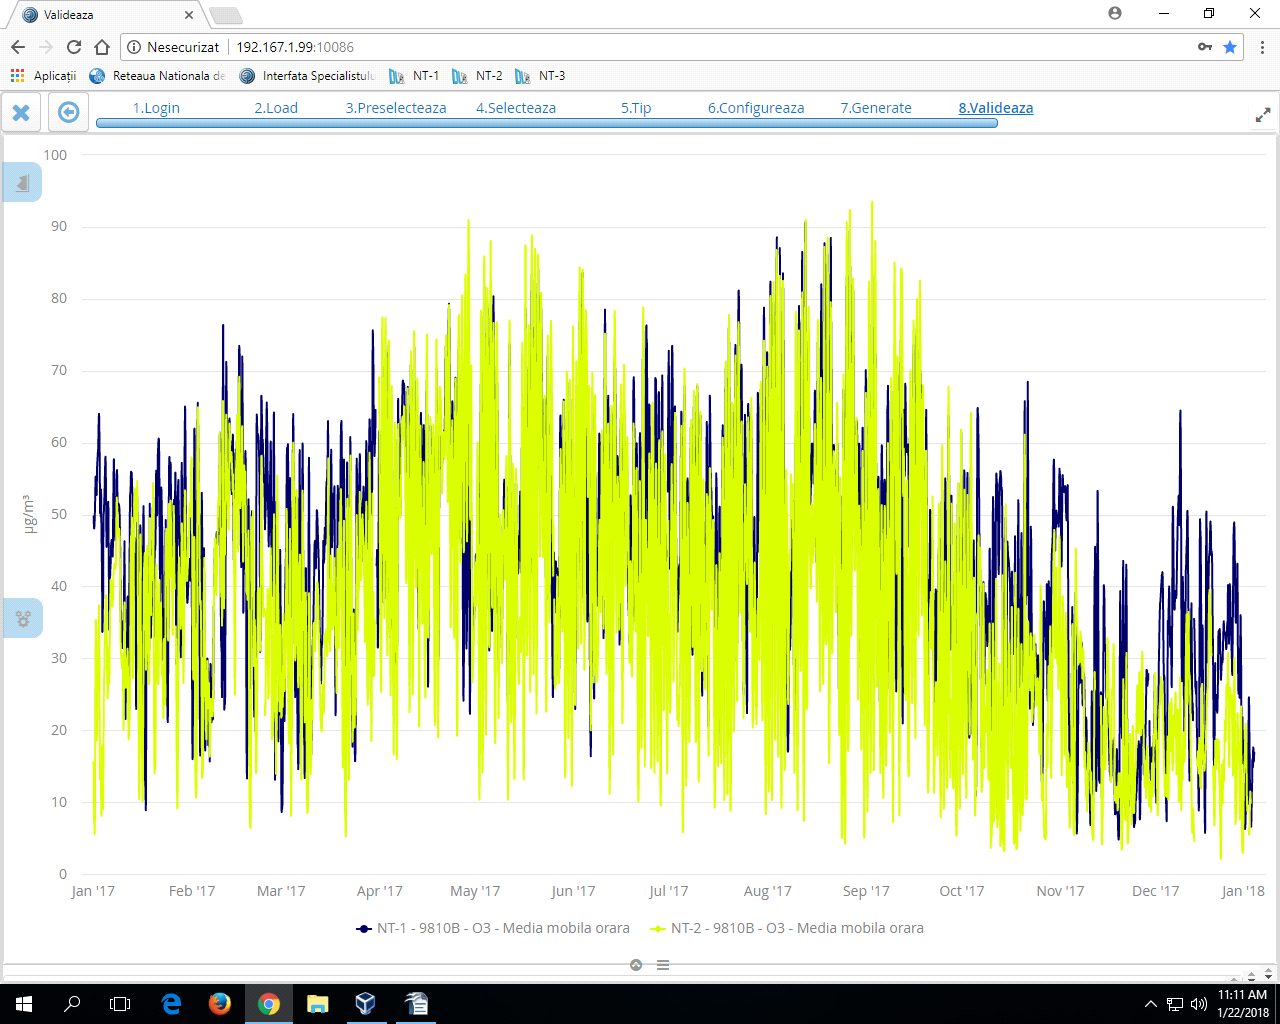 Valideaza
Nesecurizat 192.167.1.99:10086
Aplicații Reteaua Nationala de Interfata Specialistulu NT-1 NT-2 NT-3
1.Login 2.Load 3.Preselecteaza 4.Selecteaza 5.Tip 6.Configureaza 7.Generate 8.Valideaza
100
90
80
70
60
50
40
30
20
10
0
µg/m³
Jan '17 Feb '17 Mar '17 Apr '17 May '17 Jun '17 Jul '17 Aug '17 Sep '17 Oct '17 Nov '17 Dec '17 Jan '18
NT-1 - 9810B - O3 - Media mobila orara NT-2 - 9810B - O3 - Media mobila orara
11:11 AM
1/22/2018